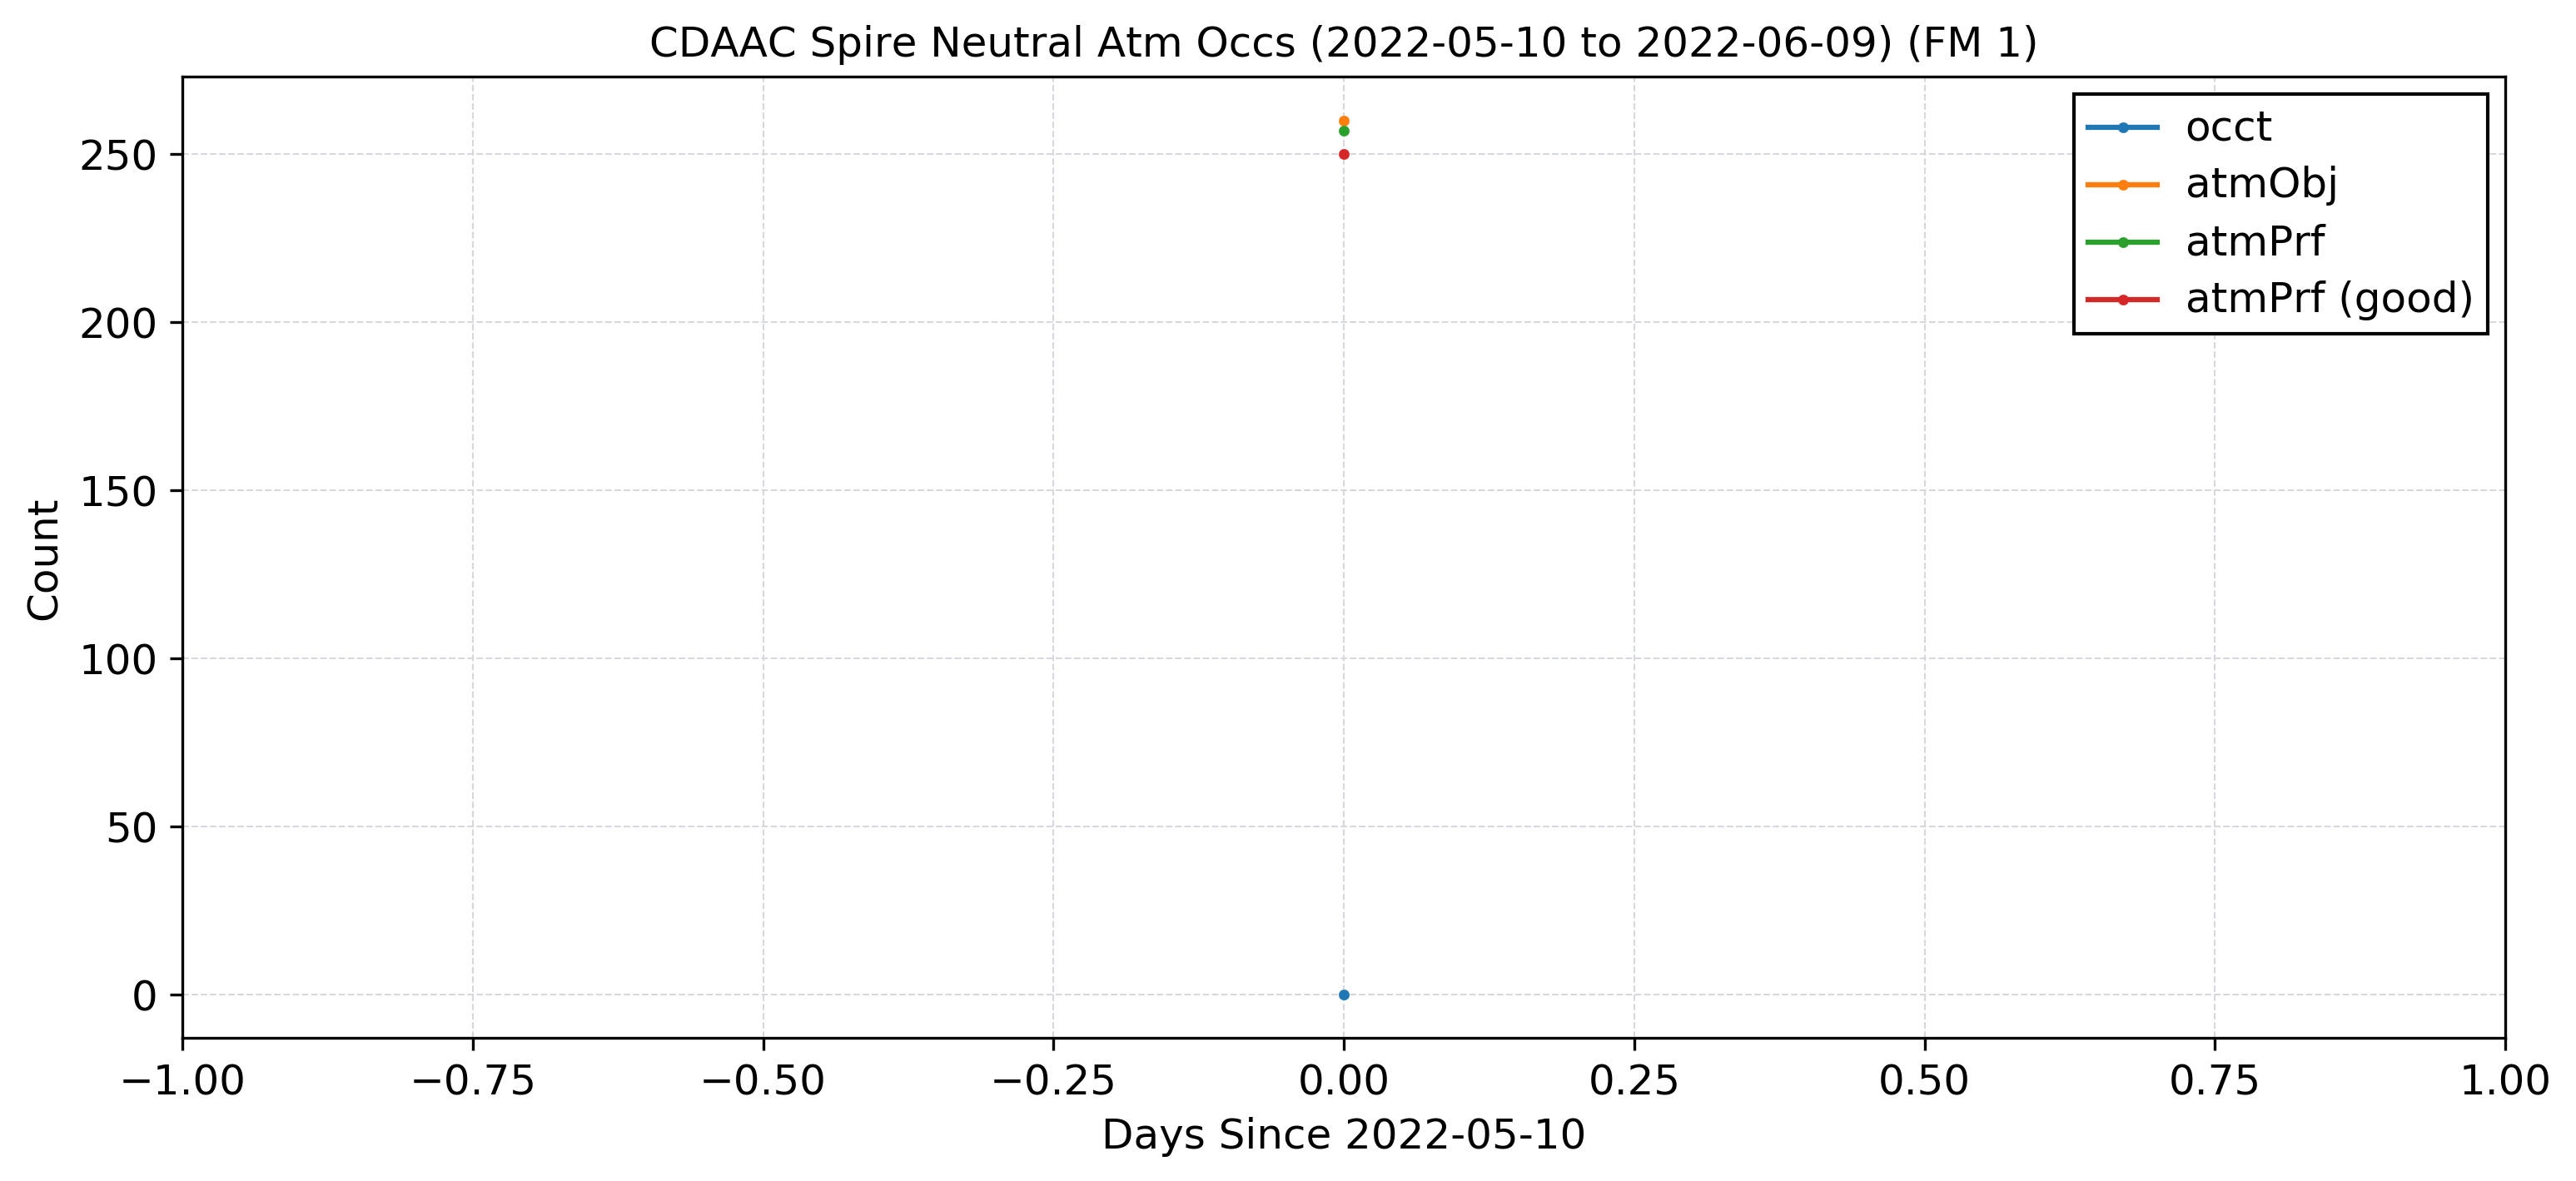 CDAAC Spire Neutral Atm Occs (2022-05-10 to 2022-06-09) (FM 1)
occt
atmObj
atmPrf
atmPrf (good)
250
200
150
100
50
0
Count
−1.00 −0.75 −0.50 −0.25 0.00 0.25 0.50 0.75 1.00
Days Since 2022-05-10